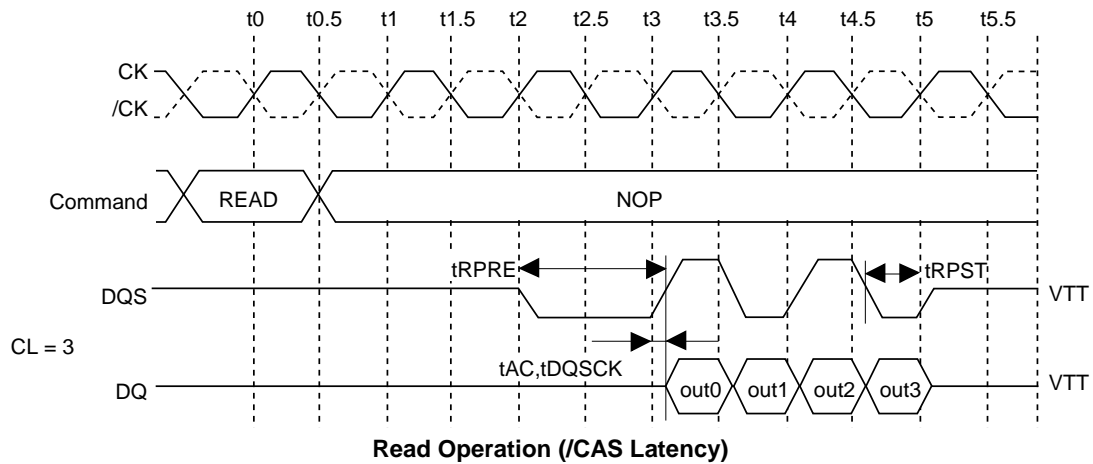 t0 t0.5 t1 t1.5 t2 t2.5 t3 t3.5 t4 t4.5 t5 t5.5
CK
/CK
Command READ NOP
tRPRE tRPST
DQS VTT
CL = 3
tAC,tDQSCK
DQ out0 out1 out2 out3 VTT
Read Operation (/CAS Latency)